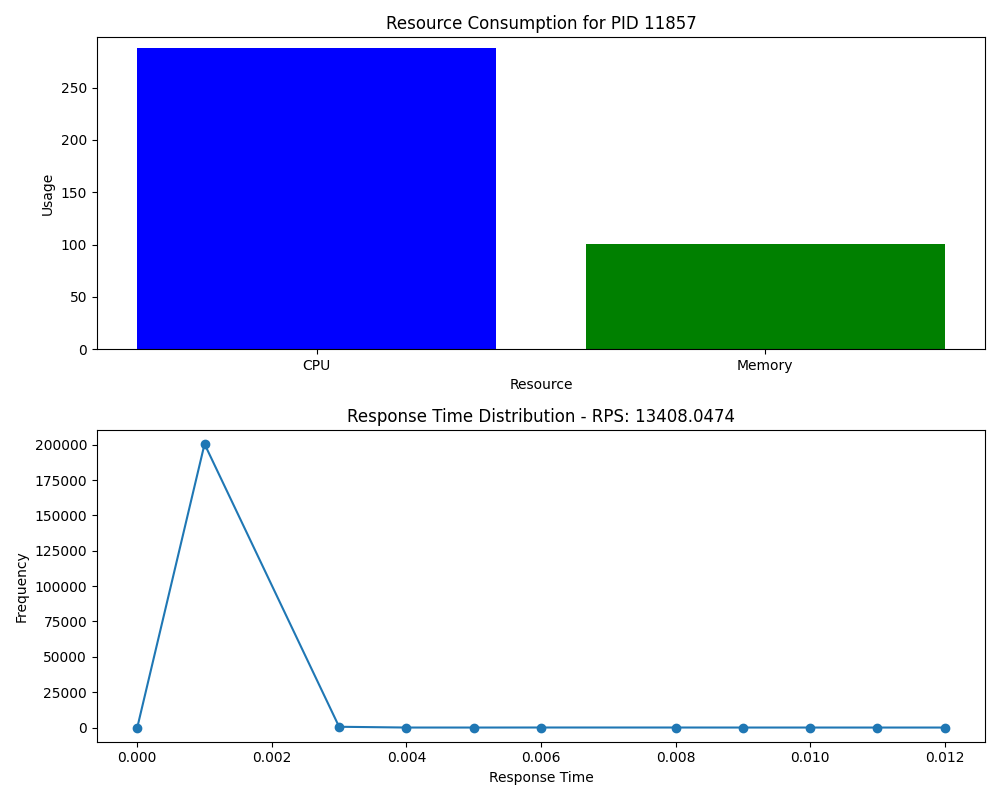 Resource Consumption for PID 11857
250
200
150
100
50
0
Usage
CPU
Memory
Resource
Response Time Distribution - RPS: 13408.0474
200000
175000
150000
125000
100000
75000
50000
25000
0
Frequency
0.000
0.002
0.004
0.006
0.008
0.010
0.012
Response Time